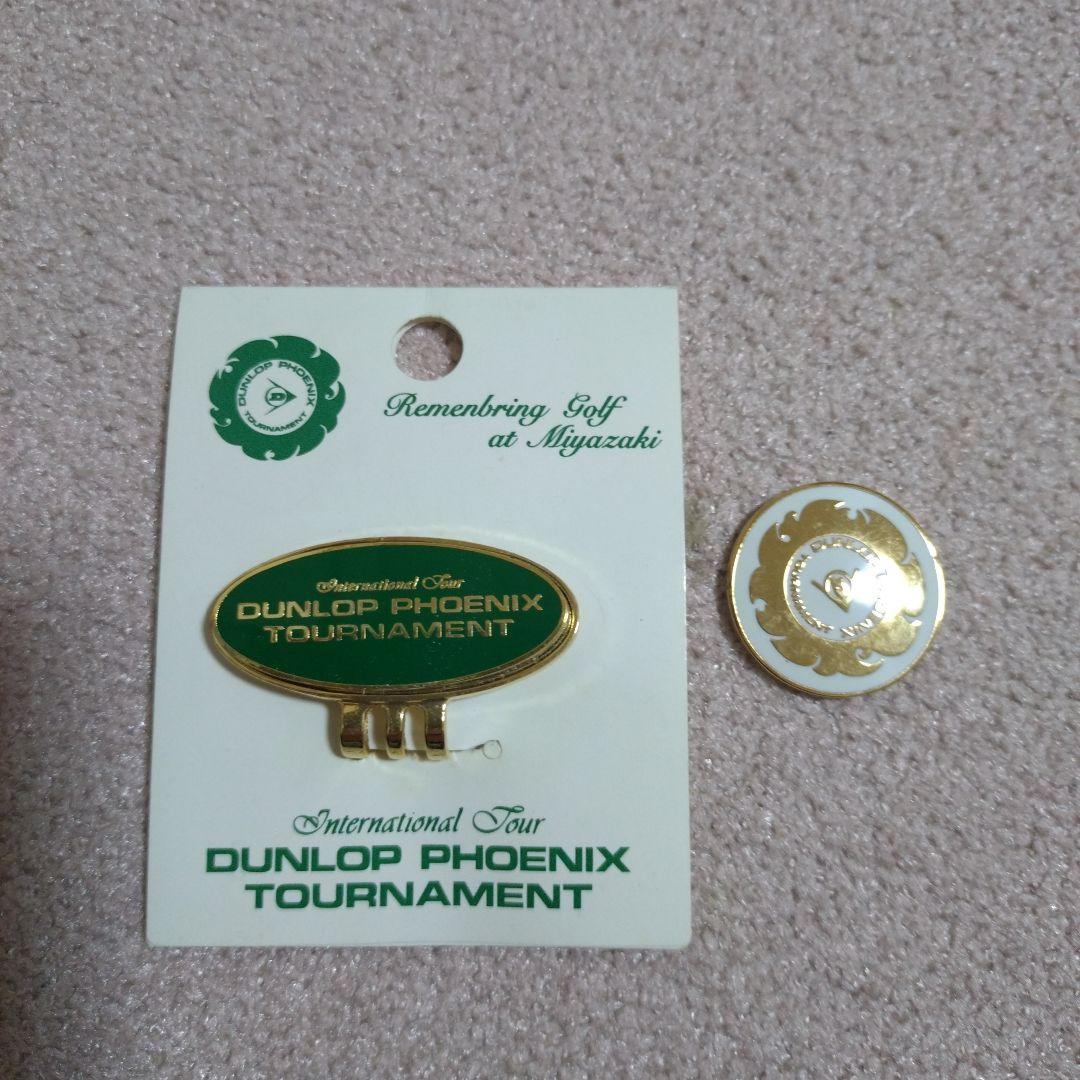 DUNLOP PHOENIX
TOURNAMENT
D
Remenbring Golf
at Miyazaki
International Tour
DUNLOP PHOENIX
TOURNAMENT
International Tour
DUNLOP PHOENIX
TOURNAMENT
D